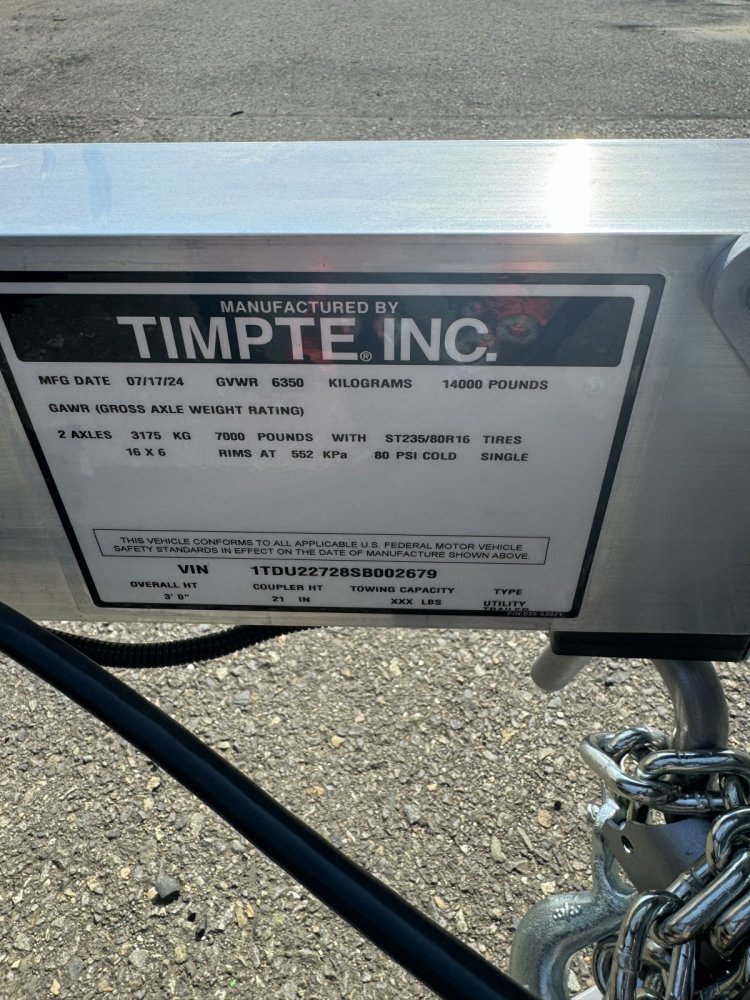 MANUFACTURED BY
TIMPTE® INC.
MFG DATE 07/17/24 GVWR 6350 KILOGRAMS 14000 POUNDS
GAWR (GROSS AXLE WEIGHT RATING)
2 AXLES 3175 KG 7000 POUNDS WITH ST235/80R16 TIRES
16 X 6 RIMS AT 552 KPa 80 PSI COLD SINGLE
THIS VEHICLE CONFORMS TO ALL APPLICABLE U.S. FEDERAL MOTOR VEHICLE
SAFETY STANDARDS IN EFFECT ON THE DATE OF MANUFACTURE SHOWN ABOVE.
VIN 1TDU22728SB002679
OVERALL HT COUPLER HT TOWING CAPACITY TYPE
3' 0" 21 IN XXX LBS UTILITY
TRAILER